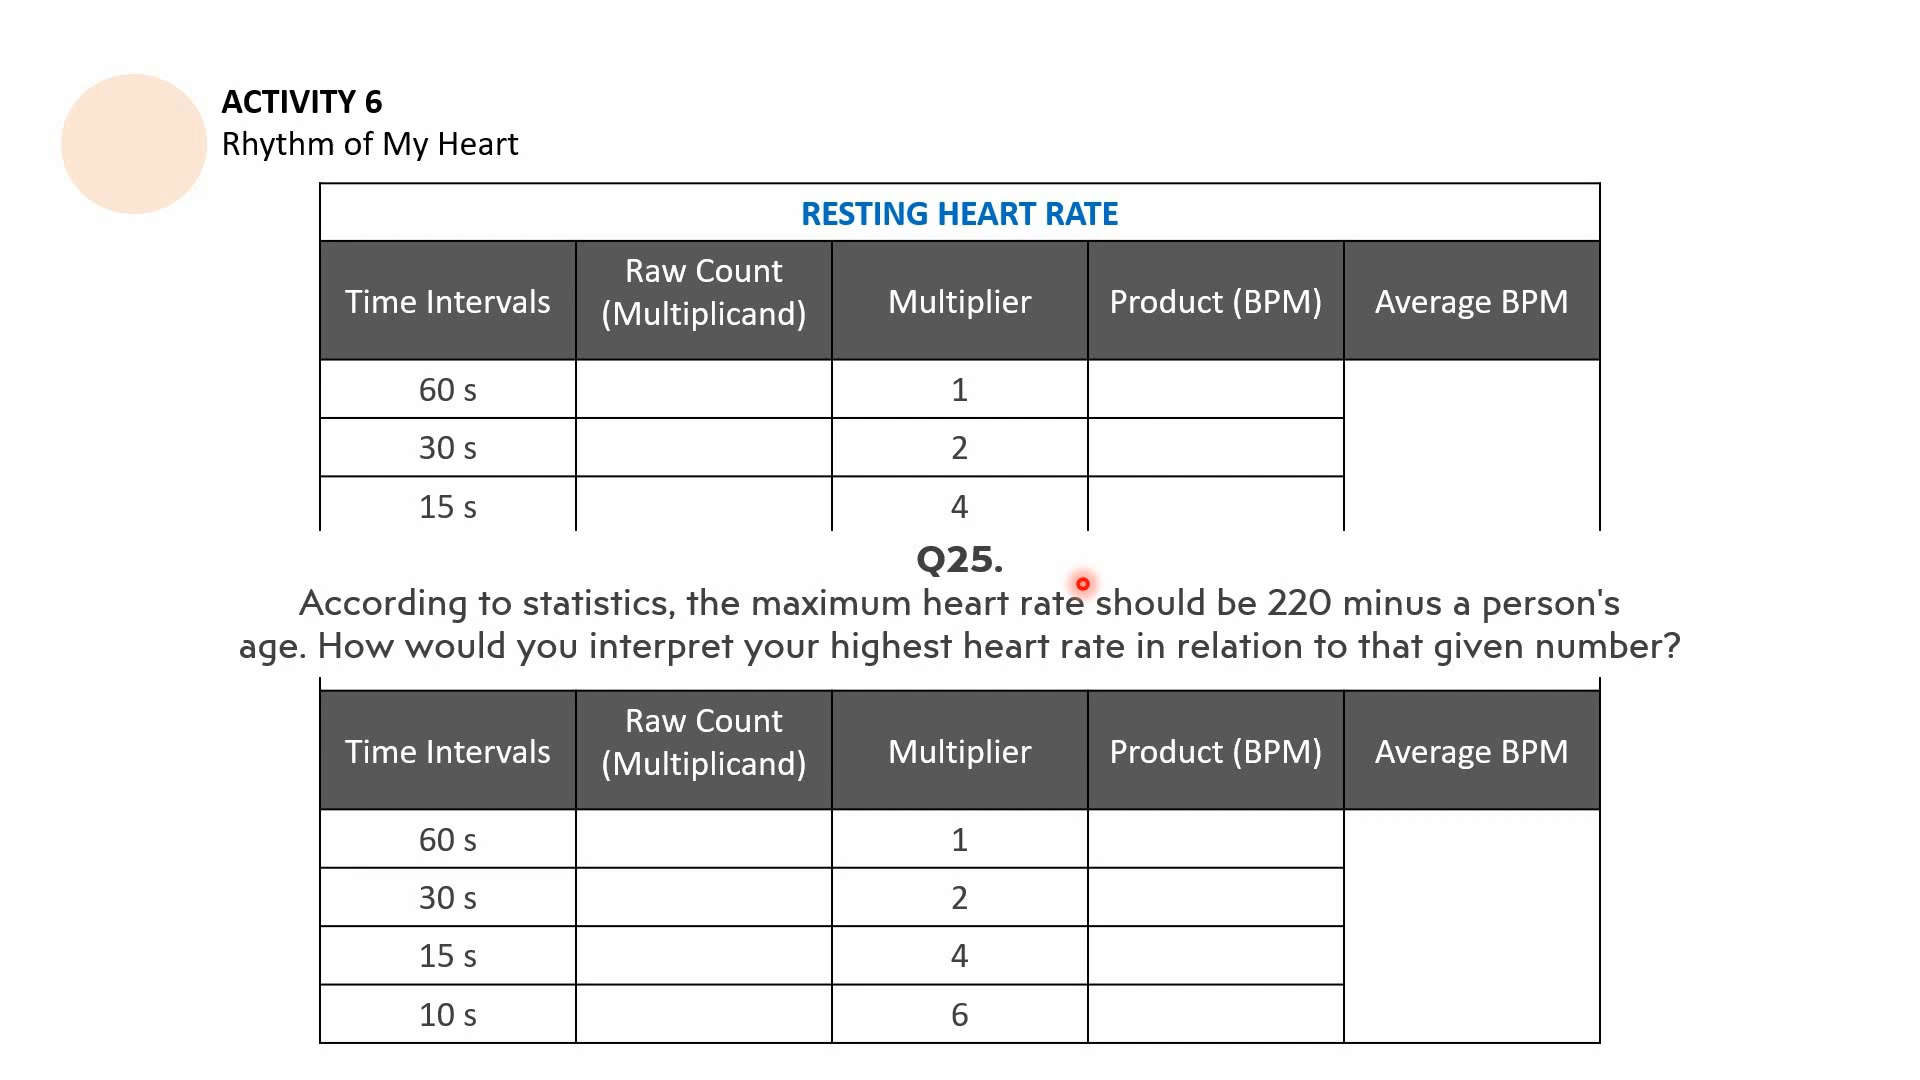 ACTIVITY 6
Rhythm of My Heart
RESTING HEART RATE
Time Intervals Raw Count (Multiplicand) Multiplier Product (BPM) Average BPM
60 s 1
30 s 2
15 s 4
Q25.
According to statistics, the maximum heart rate should be 220 minus a person's
age. How would you interpret your highest heart rate in relation to that given number?
Time Intervals Raw Count (Multiplicand) Multiplier Product (BPM) Average BPM
60 s 1
30 s 2
15 s 4
10 s 6